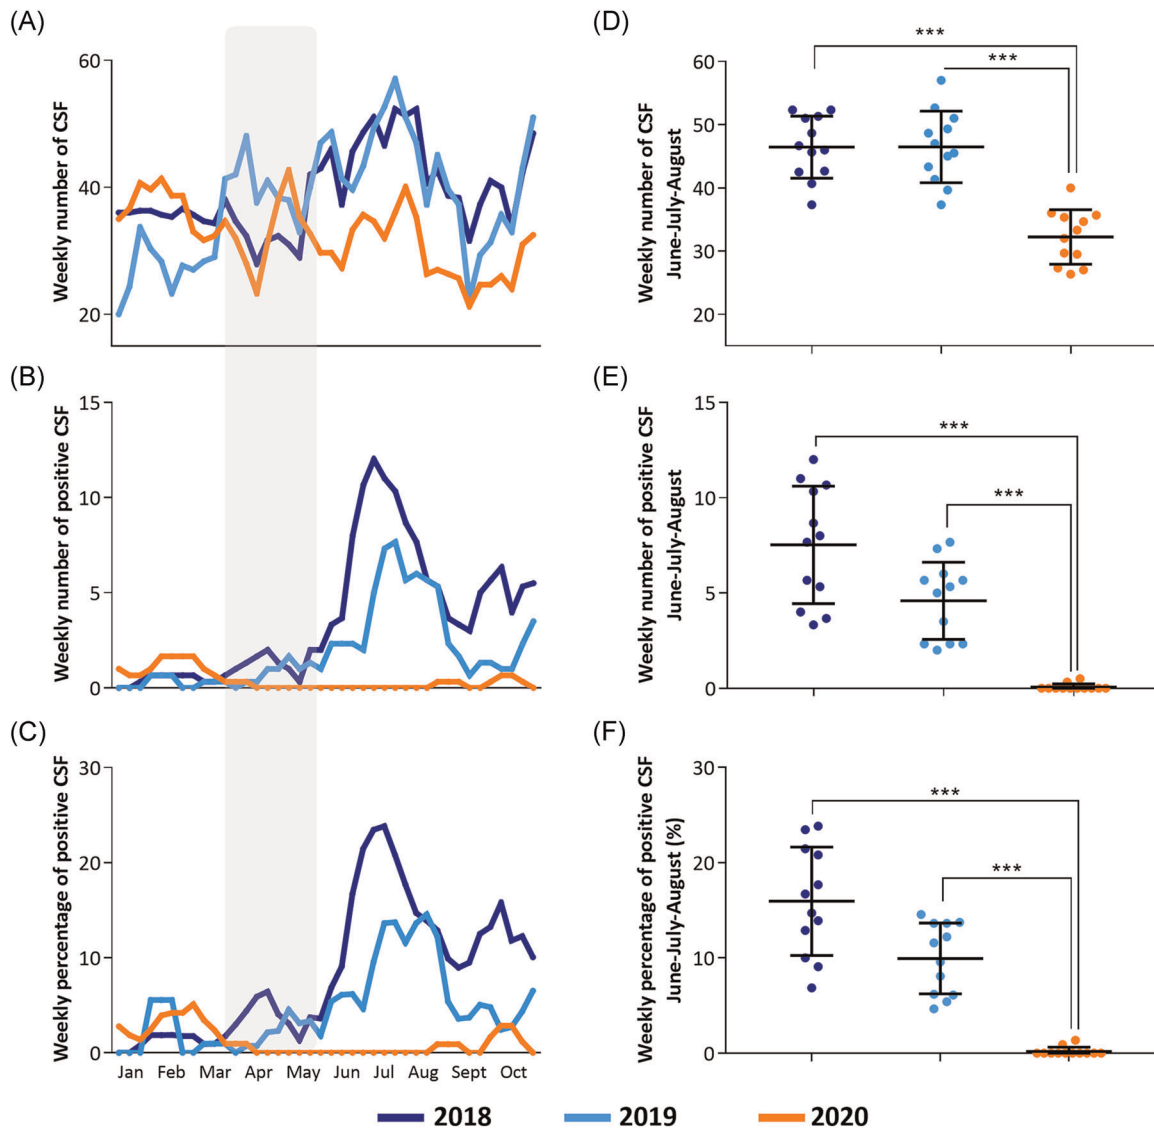 (A)
Weekly number of CSF
60
40
20
(B)
Weekly number of positive CSF
15
10
5
0
(C)
Weekly percentage of positive CSF
30
20
10
0
Jan Feb Mar Apr May Jun Jul Aug Sept Oct
(D)
Weekly number of CSF
June-July-August
60
50
40
30
20
***
***
(E)
Weekly number of positive CSF
June-July-August
15
10
5
0
***
***
(F)
Weekly percentage of positive CSF
June-July-August (%)
30
20
10
0
***
***
2018 2019 2020